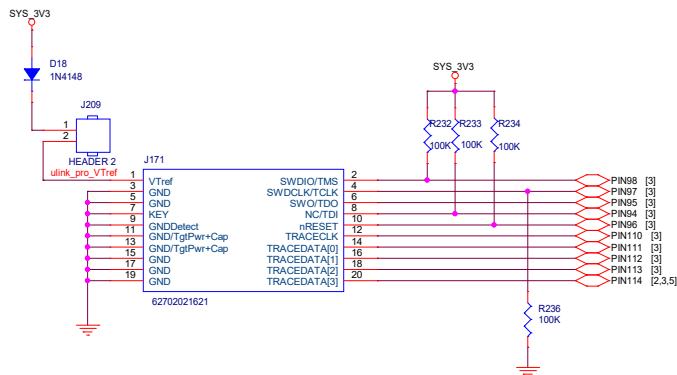 SYS_3V3
D18
1N4148
J209
1
2
HEADER 2
ulink_pro_VTref
SYS_3V3
R232
R233
R234
100K
100K
100K
J171
1 VTref SWDIO/TMS 2 PIN98 [3]
3 GND SWDCLK/TCLK 4 PIN97 [3]
5 GND SWO/TDO 6 PIN95 [3]
7 KEY NC/TDI 8 PIN94 [3]
9 GNDDetect nRESET 10 PIN96 [3]
11 GND/TgtPwr+Cap TRACECLK 12 PIN110 [3]
13 GND/TgtPwr+Cap TRACEDATA[0] 14 PIN111 [3]
15 GND TRACEDATA[1] 16 PIN112 [3]
17 GND TRACEDATA[2] 18 PIN113 [3]
19 GND TRACEDATA[3] 20 PIN114 [2,3,5]
62702021621
R236
100K